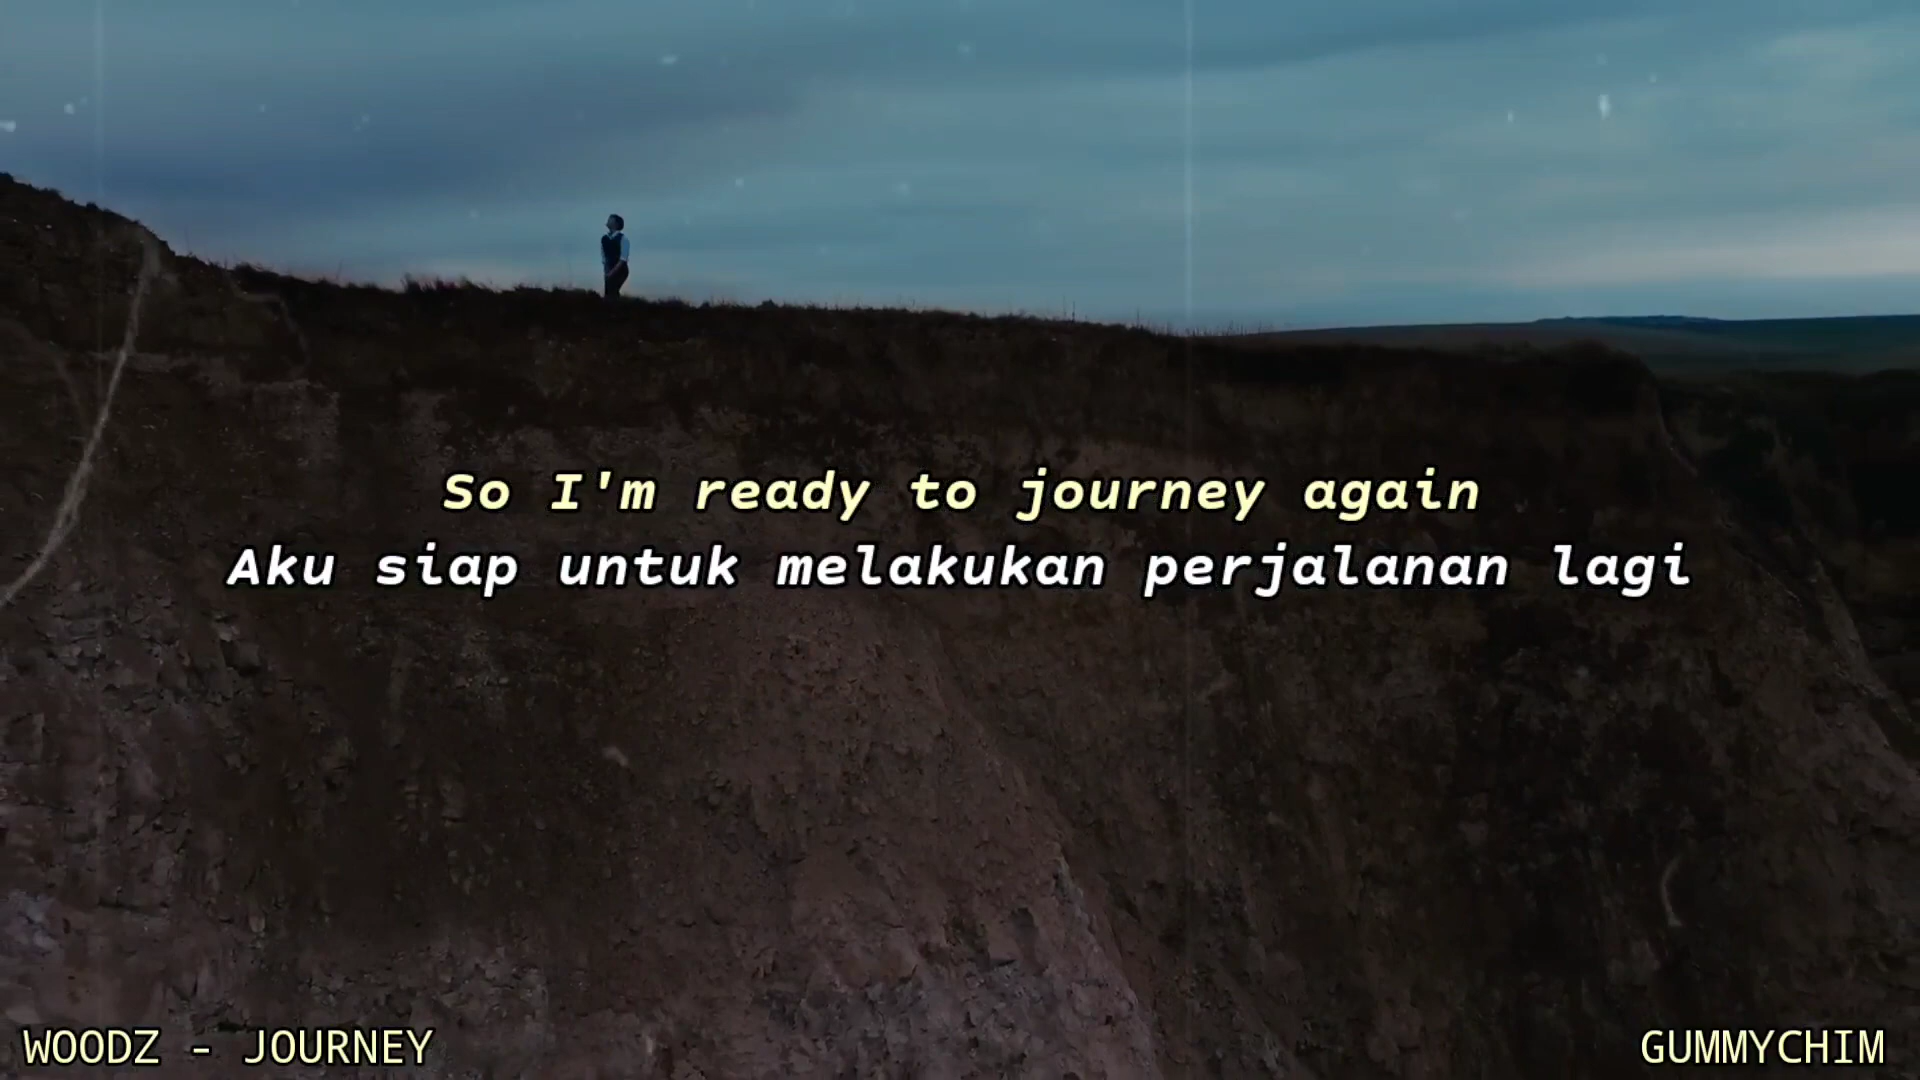 So I'm ready to journey again
Aku siap untuk melakukan perjalanan lagi
WOODZ - JOURNEY
GUMMYCHIM